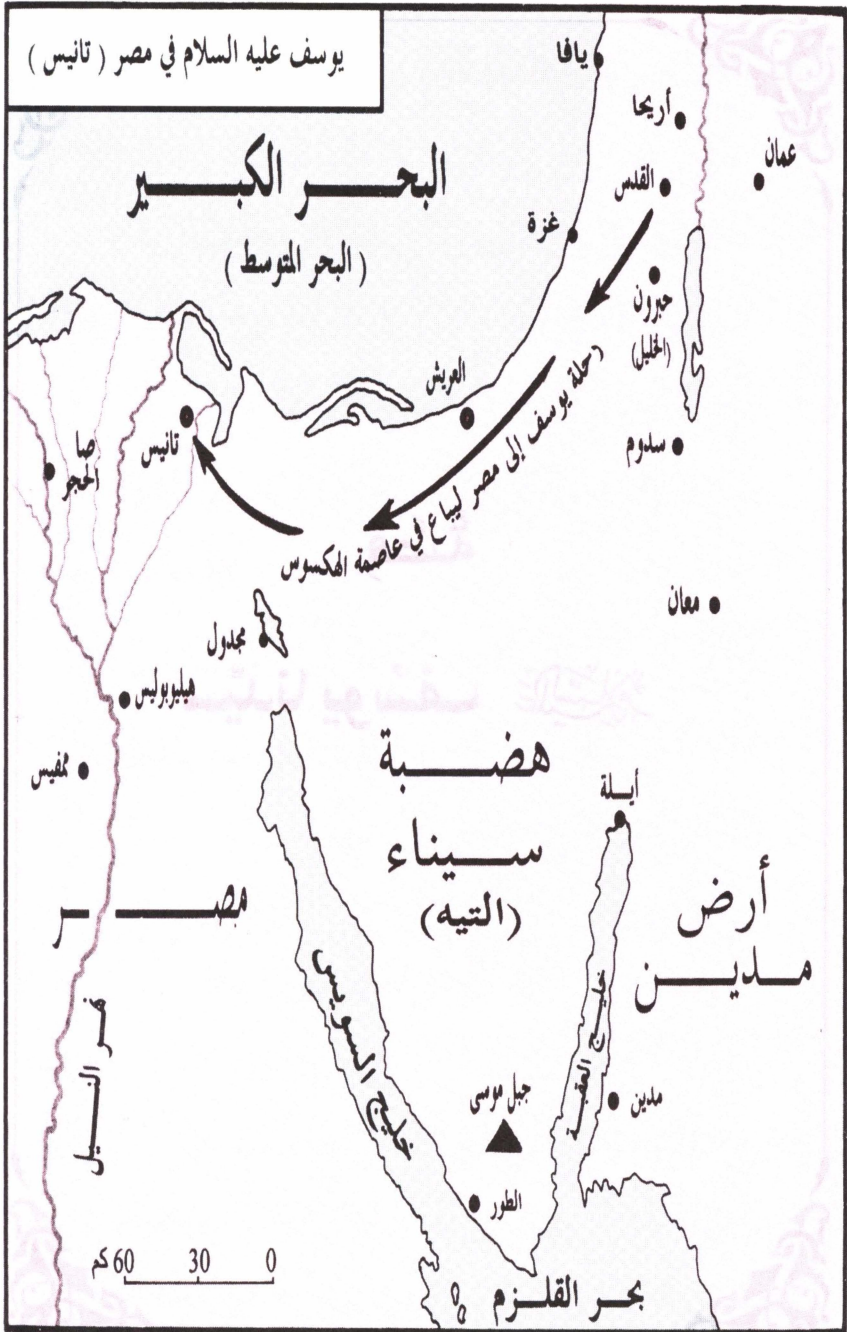 يوسف عليه السلام في مصر ( تانيس )
يافا
أريحا
عمان
القدس
البحر الكبير
( البحر المتوسط )
غزة
حبرون
(الخليل)
العريش
تانيس
صا
الحجر
سدوم
رحلة يوسف إلى مصر ليباع في عاصمة الهكسوس
معان
مجدول
هيليوبوليس
ممفيس
هضبة
سيناء
(التيه)
أيلة
أرض
مدين
مصر
خليج السويس
خليج العقبة
نهر النيل
جبل موسى
مدين
الطور
0 30 60 كم
بحر القلزم